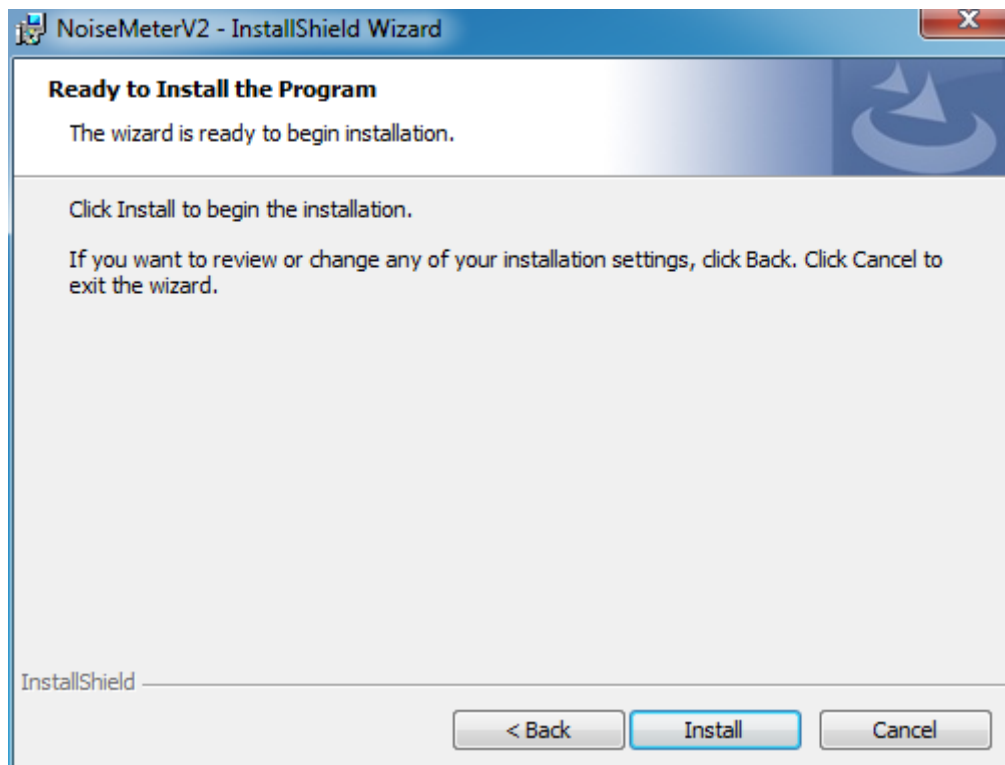 NoiseMeterV2 - InstallShield Wizard
X
Ready to Install the Program
The wizard is ready to begin installation.
Click Install to begin the installation.
If you want to review or change any of your installation settings, click Back. Click Cancel to
exit the wizard.
InstallShield
< Back
Install
Cancel